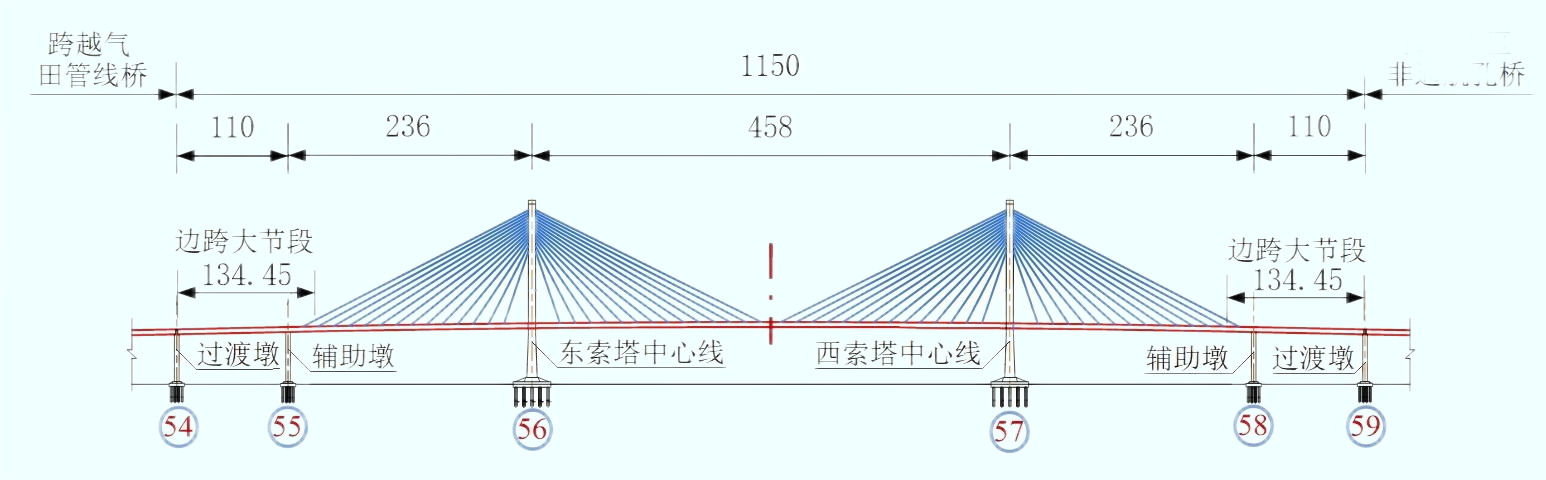 跨越气
田管线桥
1150
非通航孔桥
110
236
458
236
110
边跨大节段
134.45
边跨大节段
134.45
过渡墩
辅助墩
东索塔中心线
西索塔中心线
辅助墩
过渡墩
54
55
56
57
58
59